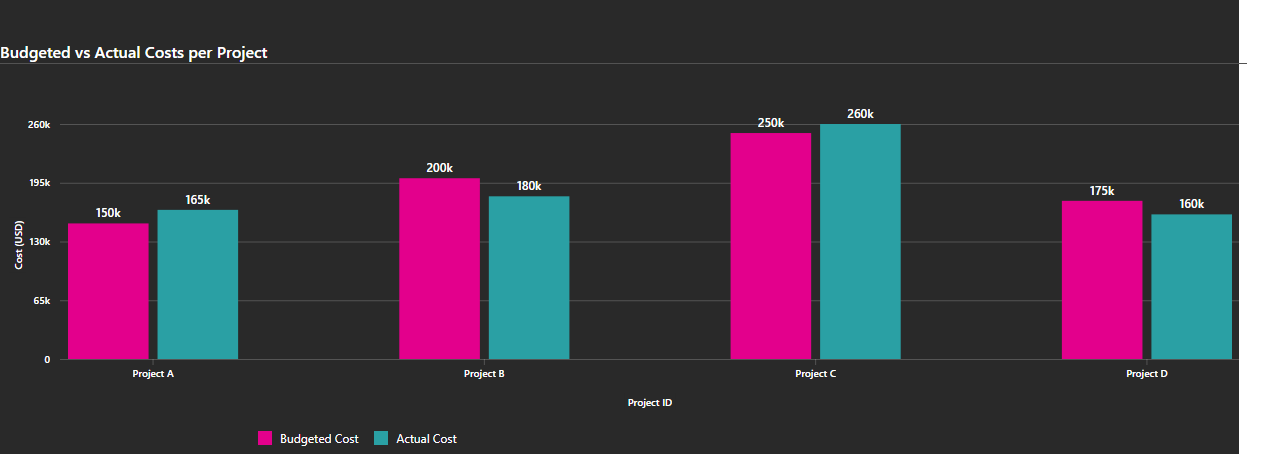 Budgeted vs Actual Costs per Project
260k
195k
130k
65k
0
Cost (USD)
150k
165k
200k
180k
250k
260k
175k
160k
Project A
Project B
Project C
Project D
Project ID
Budgeted Cost
Actual Cost